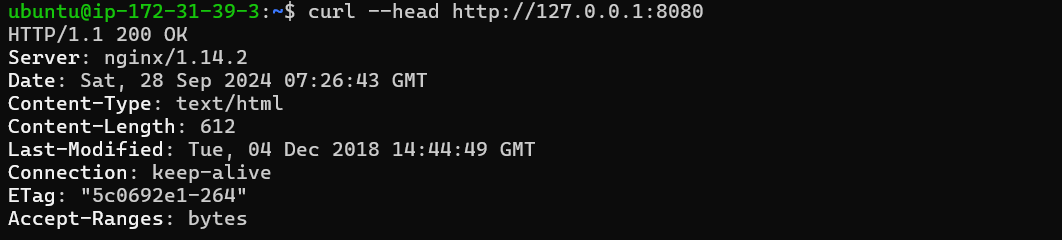 ubuntu@ip-172-31-39-3:~$ curl --head http://127.0.0.1:8080
HTTP/1.1 200 OK
Server: nginx/1.14.2
Date: Sat, 28 Sep 2024 07:26:43 GMT
Content-Type: text/html
Content-Length: 612
Last-Modified: Tue, 04 Dec 2018 14:44:49 GMT
Connection: keep-alive
ETag: "5c0692e1-264"
Accept-Ranges: bytes